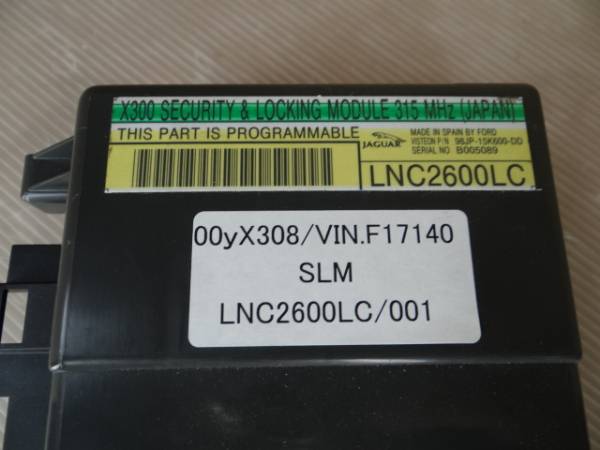 X300 SECURITY & LOCKING MODULE 315 MHz (JAPAN)
THIS PART IS PROGRAMMABLE
JAGUAR
MADE IN SPAIN BY FORD
VISTEON P/N 98JP-15K600-DD
SERIAL NO B005089
LNC2600LC
00yX308/VIN.F17140
SLM
LNC2600LC/001